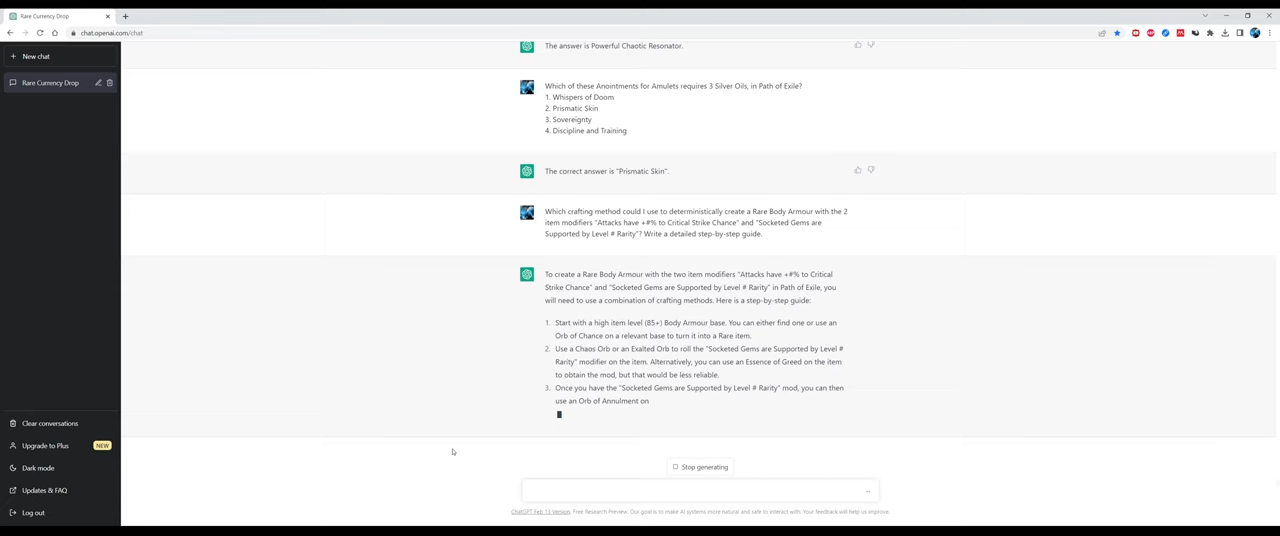 Rare Currency Drop
chat.openai.com/chat
New chat
Rare Currency Drop
The answer is Powerful Chaotic Resonator.
Which of these Anointments for Amulets requires 3 Silver Oils, in Path of Exile?
1. Whispers of Doom
2. Prismatic Skin
3. Sovereignty
4. Discipline and Training
The correct answer is "Prismatic Skin".
Which crafting method could I use to deterministically create a Rare Body Armour with the 2
item modifiers "Attacks have +#% to Critical Strike Chance" and "Socketed Gems are
Supported by Level # Rarity"? Write a detailed step-by-step guide.
To create a Rare Body Armour with the two item modifiers "Attacks have +#% to Critical
Strike Chance" and "Socketed Gems are Supported by Level # Rarity" in Path of Exile, you
will need to use a combination of crafting methods. Here is a step-by-step guide:
1. Start with a high item level (85+) Body Armour base. You can either find one or use an
Orb of Chance on a relevant base to turn it into a Rare item.
2. Use a Chaos Orb or an Exalted Orb to roll the "Socketed Gems are Supported by Level #
Rarity" modifier on the item. Alternatively, you can use an Essence of Greed on the item
to obtain the mod, but that would be less reliable.
3. Once you have the "Socketed Gems are Supported by Level # Rarity" mod, you can then
use an Orb of Annulment on
Clear conversations
Upgrade to Plus NEW
Dark mode
Updates & FAQ
Log out
Stop generating
ChatGPT Feb 13 Version. Free Research Preview. Our goal is to make AI systems more natural and safe to interact with. Your feedback will help us improve.